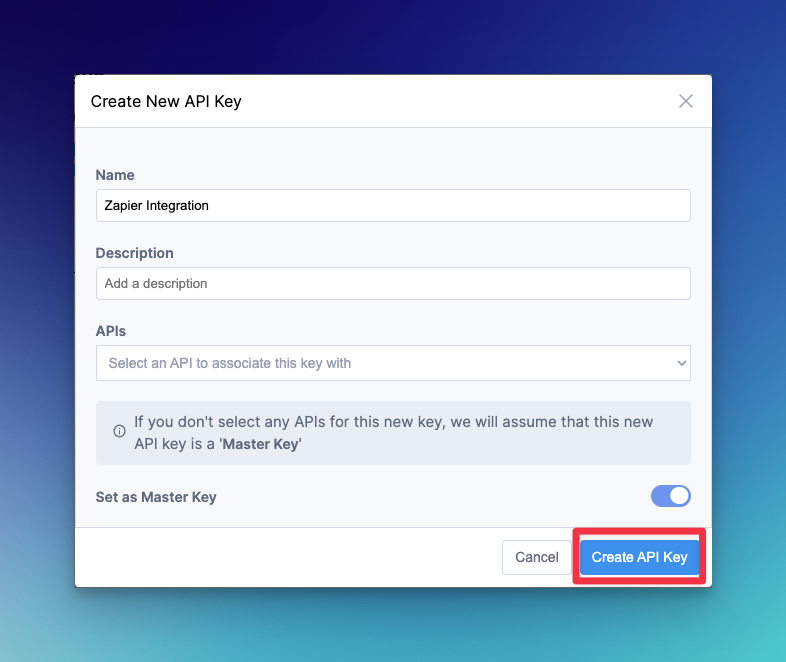 Create New API Key
Name
Zapier Integration
Description
Add a description
APIs
Select an API to associate this key with
If you don't select any APIs for this new key, we will assume that this new
API key is a 'Master Key'
Set as Master Key
Cancel
Create API Key